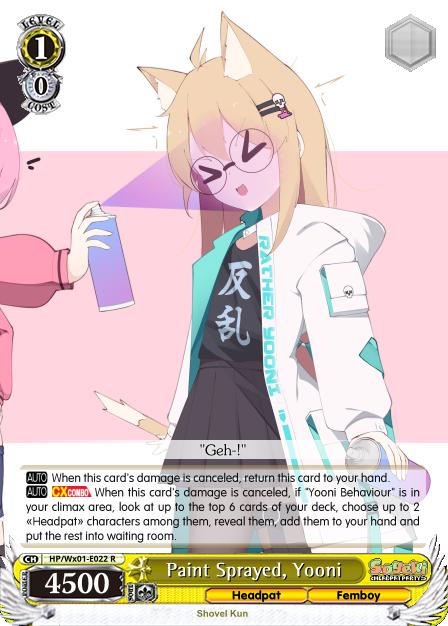 LEVEL
1
0
COST
反
乱
RATHER YOONI
"Geh-!"
AUTO When this card's damage is canceled, return this card to your hand.
AUTO CXCOMBO When this card's damage is canceled, if "Yooni Behaviour" is in
your climax area, look at up to the top 6 cards of your deck, choose up to 2
«Headpat» characters among them, reveal them, add them to your hand and
put the rest into waiting room.
CH HP/Wx01-E022 R
POWER 4500 SOUL Paint Sprayed, Yooni
Headpat Femboy
Shovel Kun